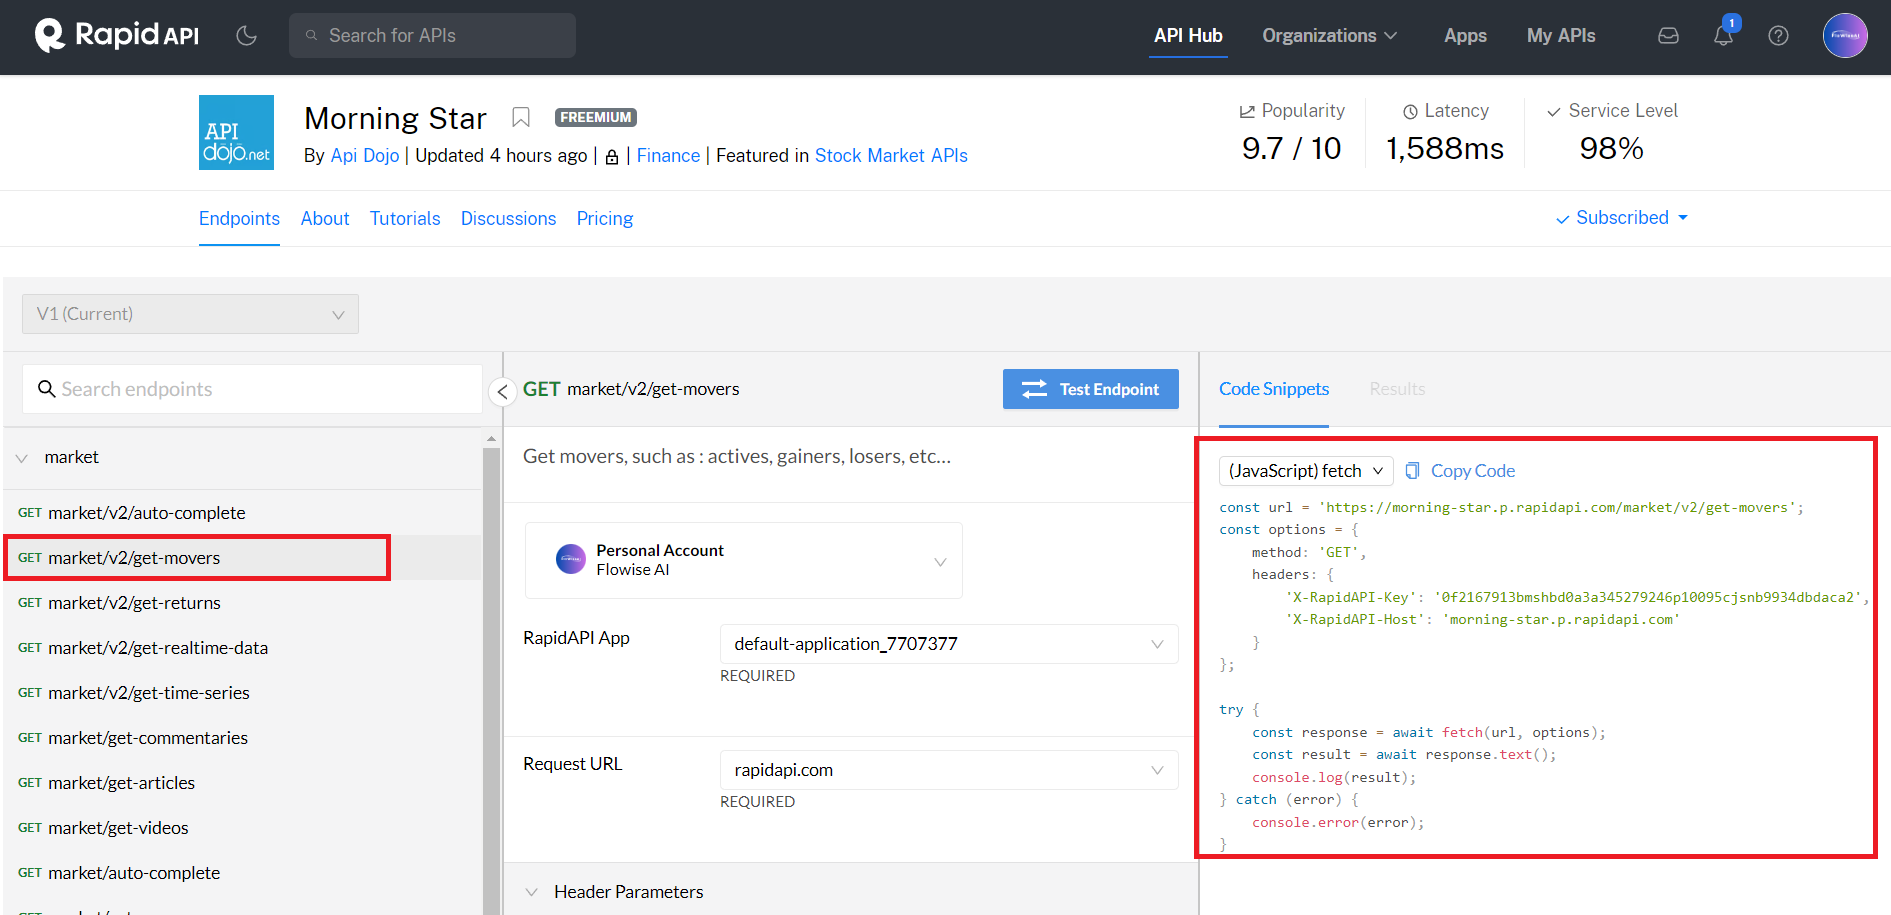 Rapid API
Search for APIs
API Hub
Organizations
Apps
My APIs
1
FlowiseAI
API
dojo.net
Morning Star
FREEMIUM
By Api Dojo | Updated 4 hours ago | | Finance | Featured in Stock Market APIs
Popularity
9.7 / 10
Latency
1,588ms
Service Level
98%
Endpoints
About
Tutorials
Discussions
Pricing
Subscribed
V1 (Current)
Search endpoints
market
GET market/v2/auto-complete
GET market/v2/get-movers
GET market/v2/get-returns
GET market/v2/get-realtime-data
GET market/v2/get-time-series
GET market/get-commentaries
GET market/get-articles
GET market/get-videos
GET market/auto-complete
GET market/v2/get-movers
Test Endpoint
Get movers, such as : actives, gainers, losers, etc...
Personal Account
Flowise AI
RapidAPI App
default-application_7707377
REQUIRED
Request URL
rapidapi.com
REQUIRED
Header Parameters
Code Snippets
Results
(JavaScript) fetch
Copy Code
const url = 'https://morning-star.p.rapidapi.com/market/v2/get-movers';
const options = {
method: 'GET',
headers: {
'X-RapidAPI-Key': '0f2167913bmshbd0a3a345279246p10095cjsnb9934dbdaca2',
'X-RapidAPI-Host': 'morning-star.p.rapidapi.com'
}
};
try {
const response = await fetch(url, options);
const result = await response.text();
console.log(result);
} catch (error) {
console.error(error);
}